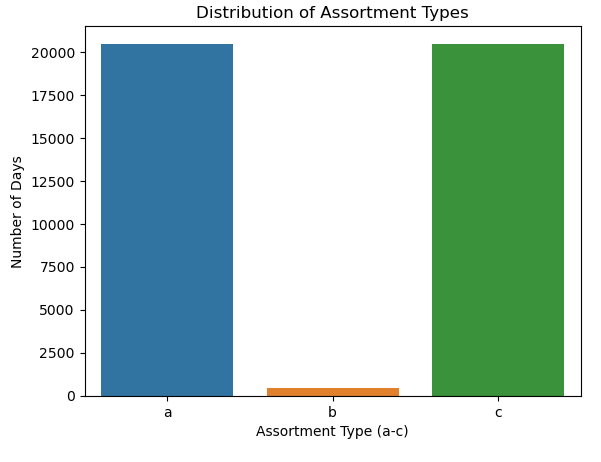 Distribution of Assortment Types
20000
17500
15000
12500
10000
7500
5000
2500
0
Number of Days
a b c
Assortment Type (a-c)